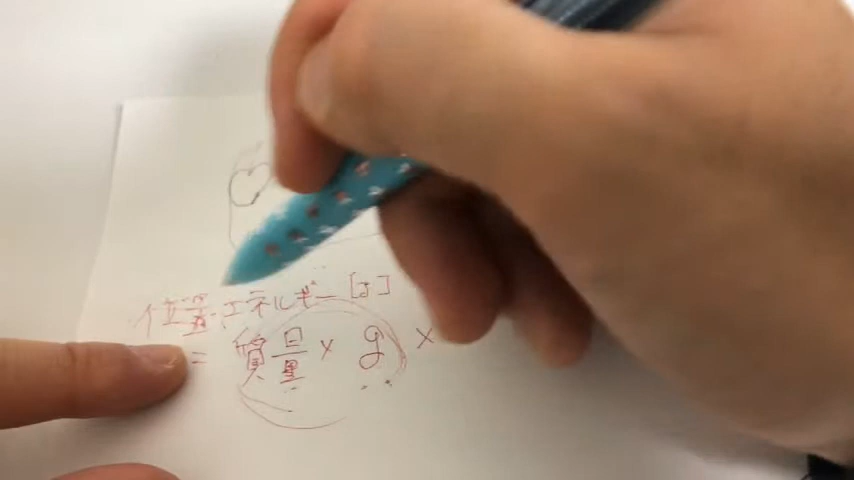 位置エネルギー[J]
= 質量 × g ×